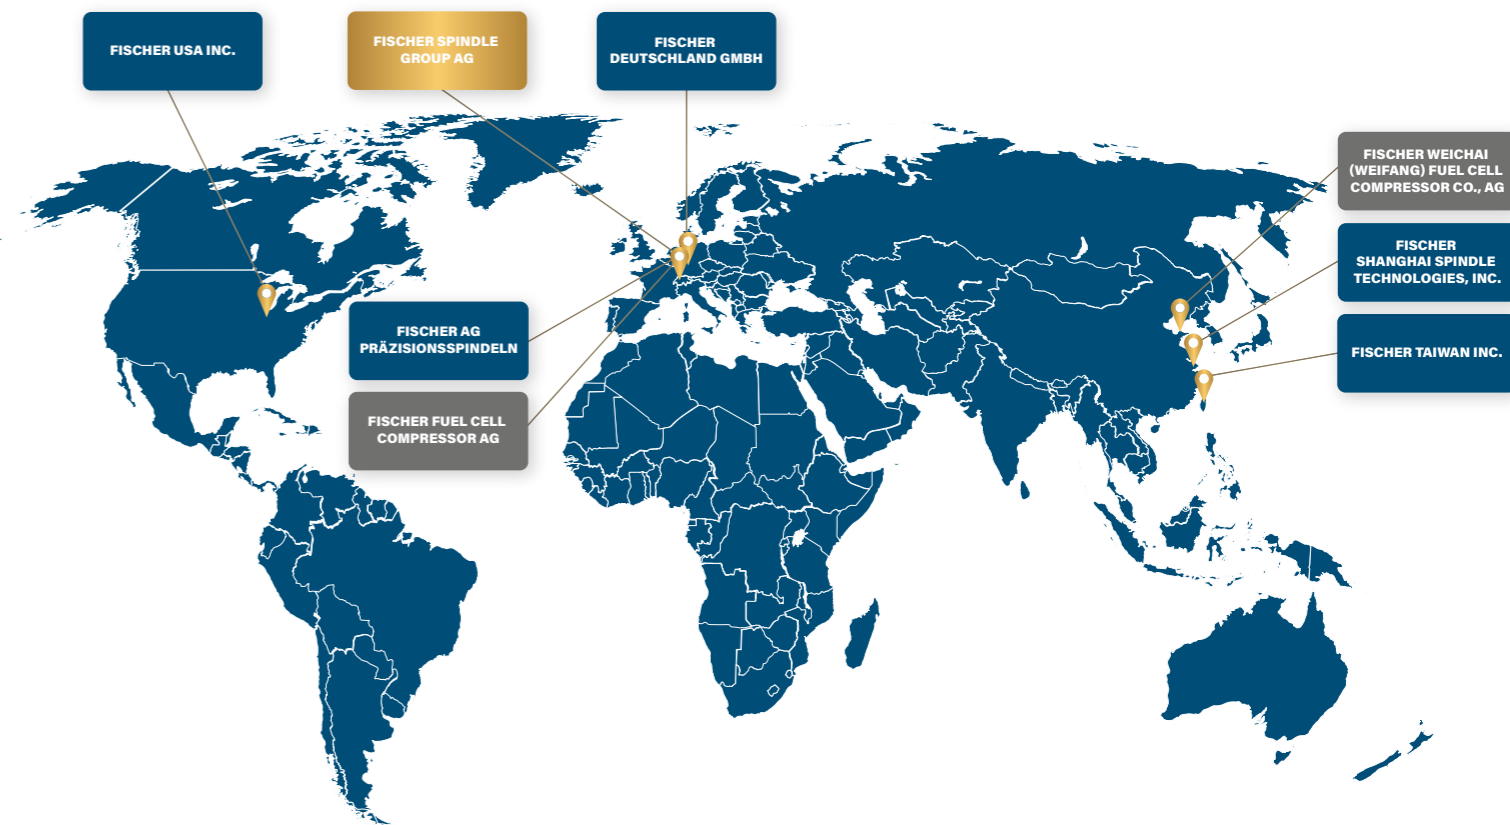 FISCHER USA INC.
FISCHER SPINDLE
GROUP AG
FISCHER
DEUTSCHLAND GMBH
FISCHER WEICHAI
(WEIFANG) FUEL CELL
COMPRESSOR CO., AG
FISCHER
SHANGHAI SPINDLE
TECHNOLOGIES, INC.
FISCHER TAIWAN INC.
FISCHER AG
PRÄZISIONSSPINDELN
FISCHER FUEL CELL
COMPRESSOR AG